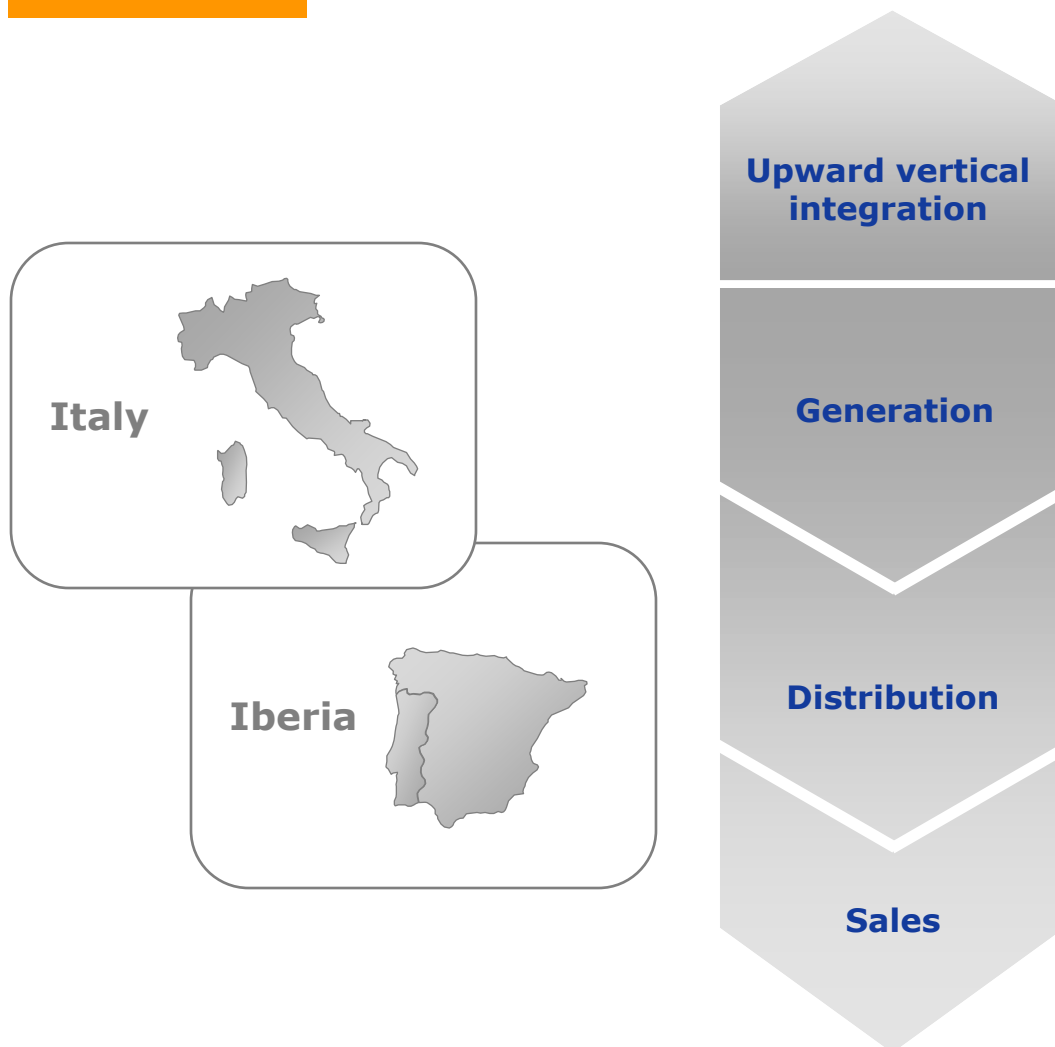 Upward vertical
integration
Italy
Generation
Iberia
Distribution
Sales